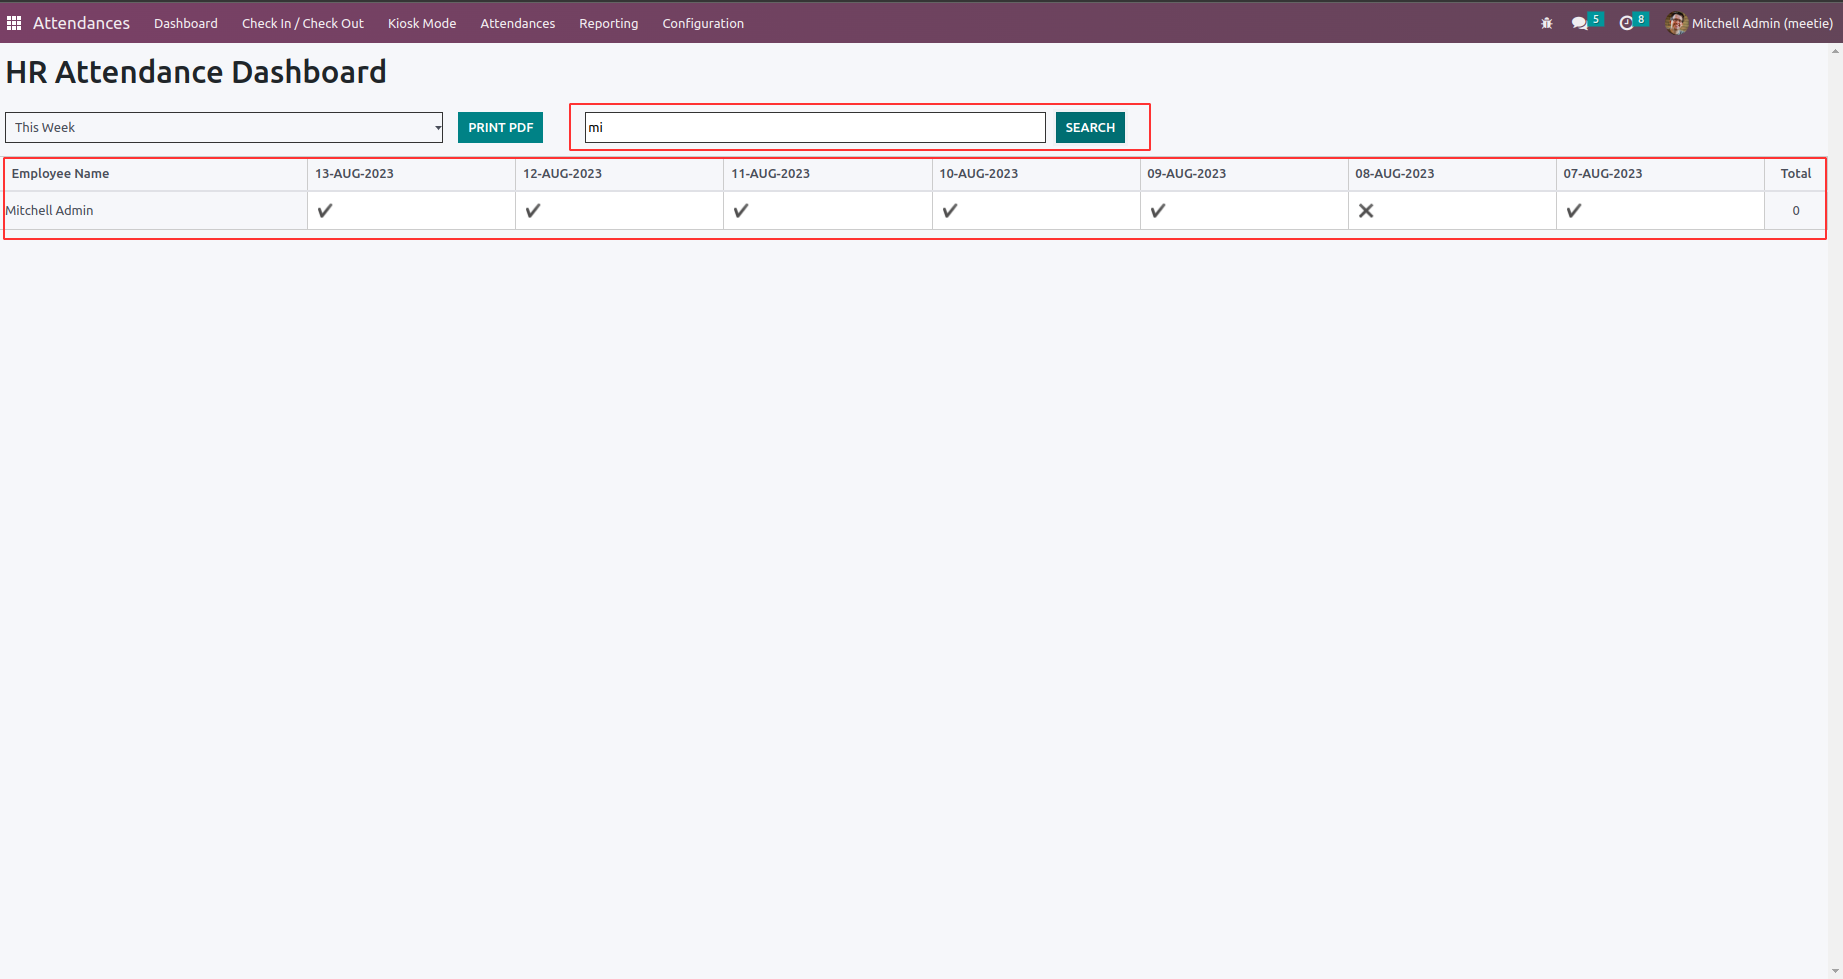 Attendances Dashboard Check In / Check Out Kiosk Mode Attendances Reporting Configuration 5 8 Mitchell Admin (meetie)
HR Attendance Dashboard
This Week PRINT PDF mi SEARCH
Employee Name 13-AUG-2023 12-AUG-2023 11-AUG-2023 10-AUG-2023 09-AUG-2023 08-AUG-2023 07-AUG-2023 Total
Mitchell Admin ✔ ✔ ✔ ✔ ✔ ✖ ✔ 0